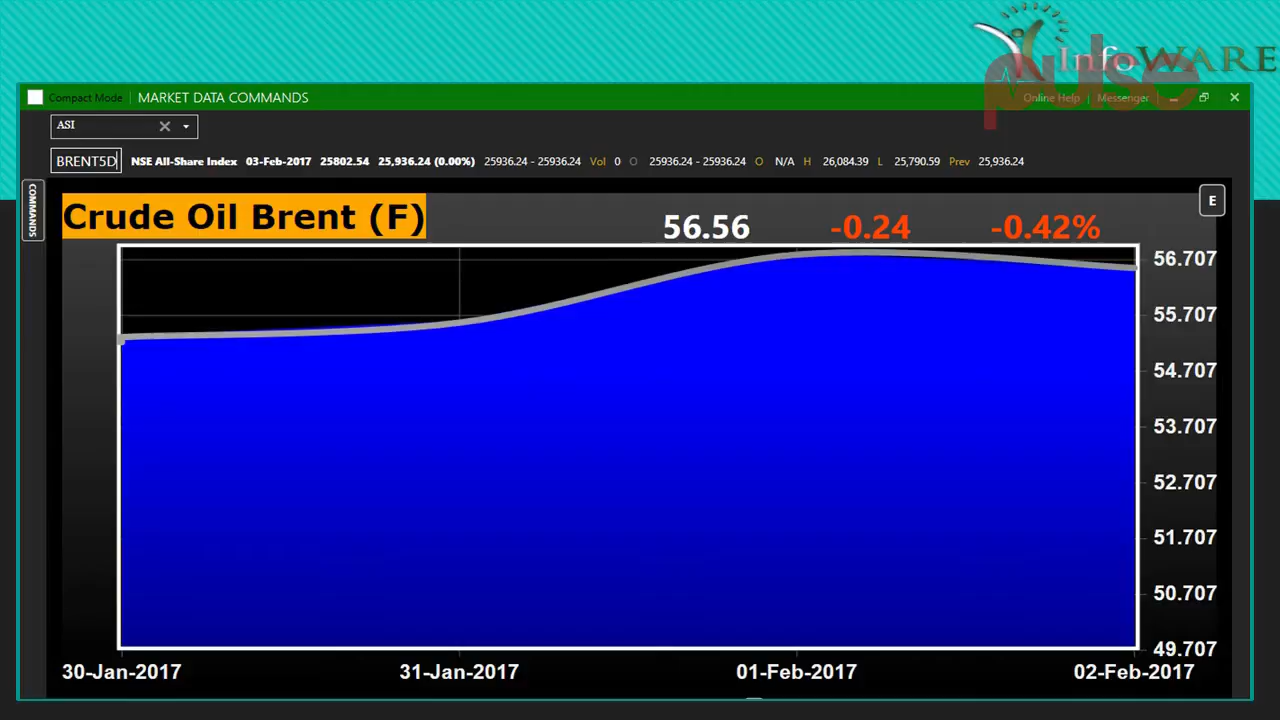 InfoWARE
pulse
Compact Mode MARKET DATA COMMANDS Online Help Messenger
ASI
BRENT5D NSE All-Share Index 03-Feb-2017 25802.54 25,936.24 (0.00%) 25936.24 - 25936.24 Vol 0 O 25936.24 - 25936.24 O N/A H 26,084.39 L 25,790.59 Prev 25,936.24
COMMANDS
E
Crude Oil Brent (F) 56.56 -0.24 -0.42%
56.707
55.707
54.707
53.707
52.707
51.707
50.707
49.707
30-Jan-2017 31-Jan-2017 01-Feb-2017 02-Feb-2017